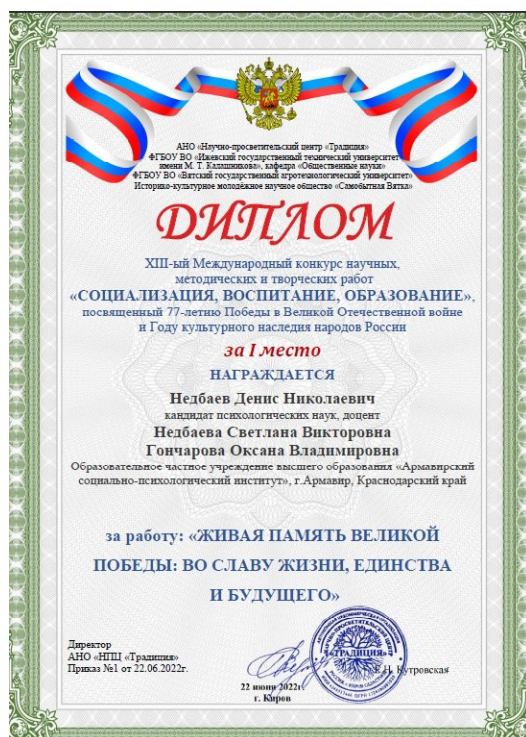 АНО «Научно-просветительский центр «Традиция»
ФГБОУ ВО «Ижевский государственный технический университет
имени М. Т. Калашникова», кафедра «Общественные науки»
ФГБОУ ВО «Вятский государственный агротехнологический университет»
Историко-культурное молодёжное научное общество «Самобытная Вятка»
ДИПЛОМ
XIII-ый Международный конкурс научных,
методических и творческих работ
«СОЦИАЛИЗАЦИЯ, ВОСПИТАНИЕ, ОБРАЗОВАНИЕ»,
посвященный 77-летию Победы в Великой Отечественной войне
и Году культурного наследия народов России
за I место
НАГРАЖДАЕТСЯ
Недбаев Денис Николаевич
кандидат психологических наук, доцент
Недбаева Светлана Викторовна
Гончарова Оксана Владимировна
Образовательное частное учреждение высшего образования «Армавирский
социально-психологический институт», г.Армавир, Краснодарский край
за работу: «ЖИВАЯ ПАМЯТЬ ВЕЛИКОЙ
ПОБЕДЫ: ВО СЛАВУ ЖИЗНИ, ЕДИНСТВА
И БУДУЩЕГО»
Директор
АНО «НПЦ «Традиция»
Приказ №1 от 22.06.2022г.
«ТРАДИЦИЯ»
Кутровская
22 июня 2022г.
г. Киров